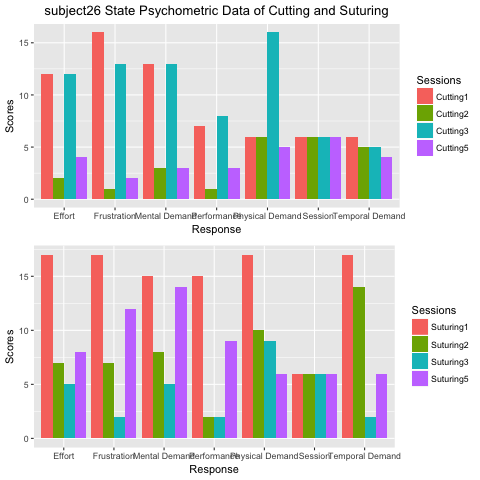 subject26 State Psychometric Data of Cutting and Suturing
Scores
15
10
5
0
Effort Frustration Mental Demand Performance Physical Demand Session Temporal Demand
Response
Sessions
Cutting1
Cutting2
Cutting3
Cutting5
Scores
15
10
5
0
Effort Frustration Mental Demand Performance Physical Demand Session Temporal Demand
Response
Sessions
Suturing1
Suturing2
Suturing3
Suturing5